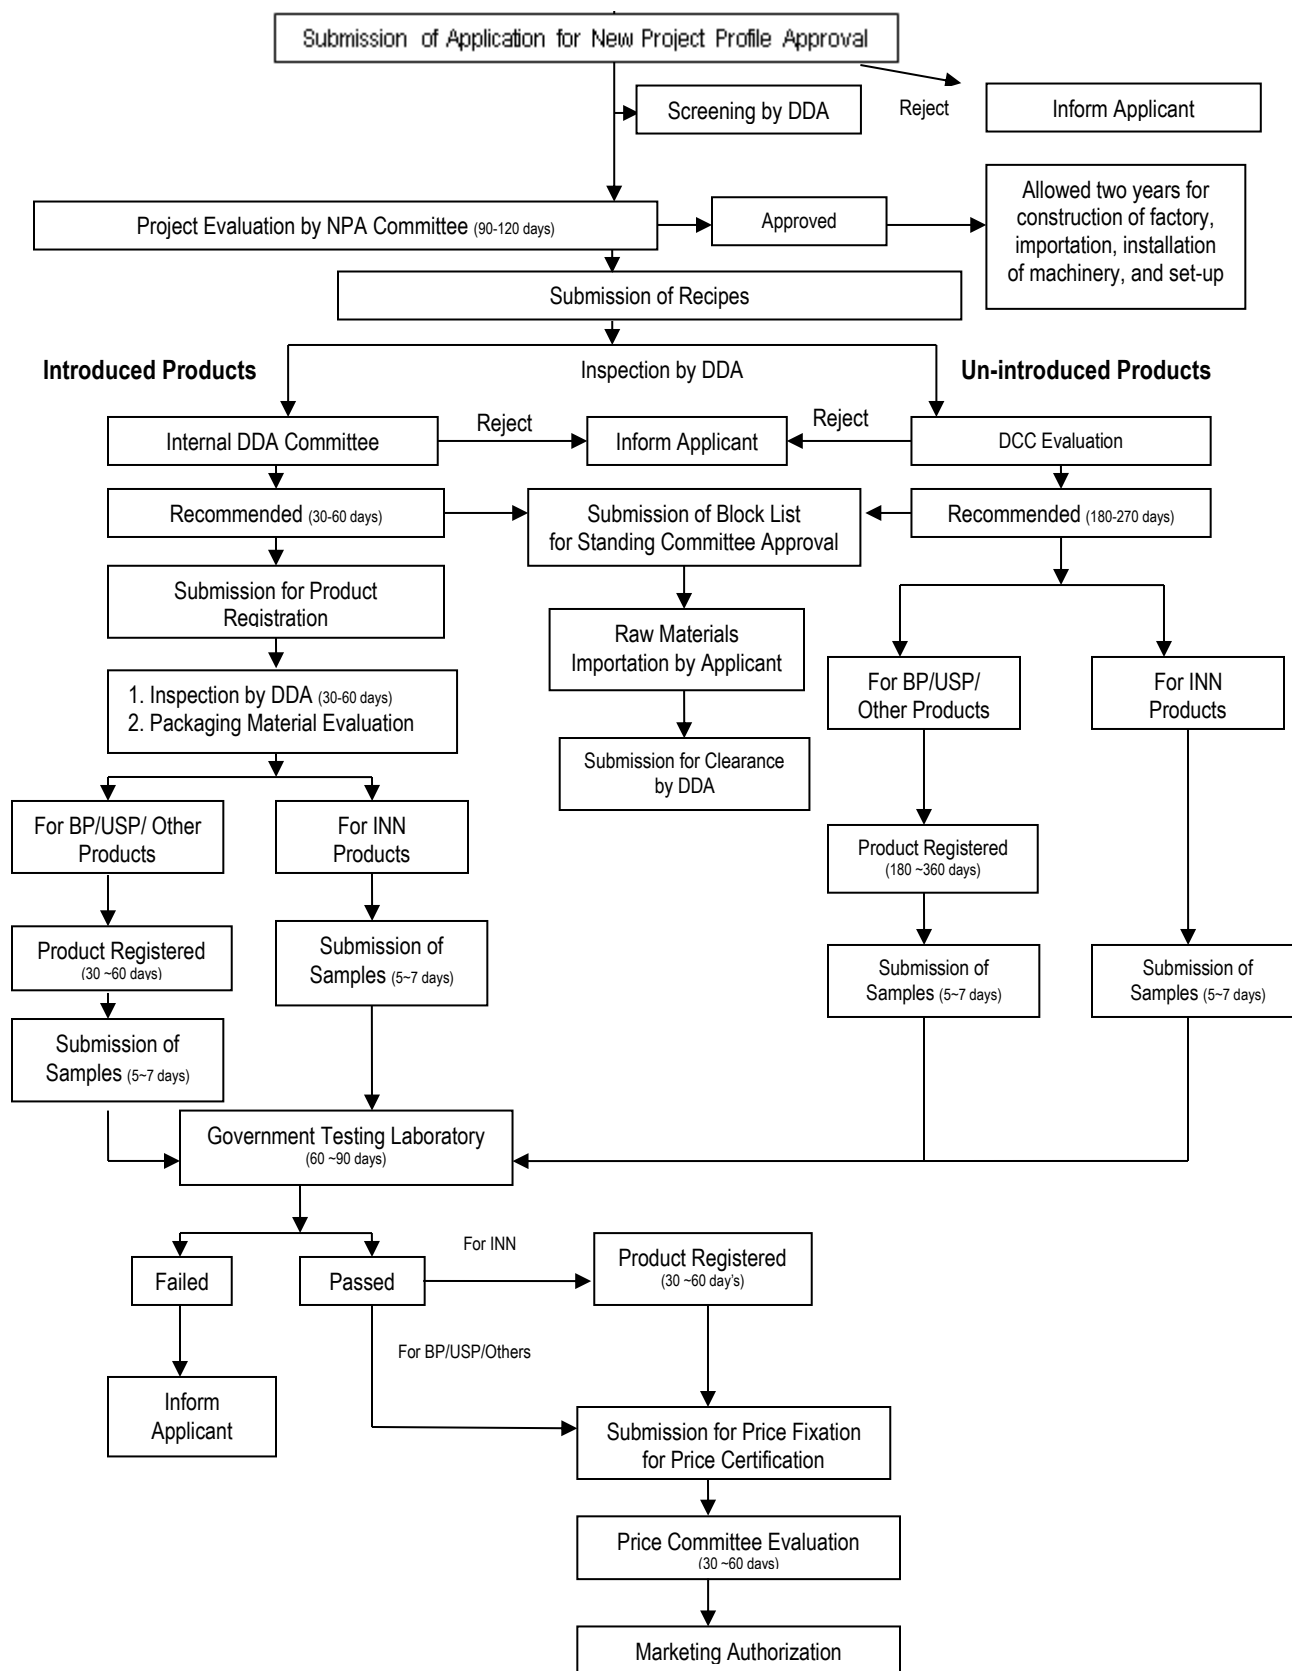 Submission of Application for New Project Profile Approval
Screening by DDA
Reject
Inform Applicant
Project Evaluation by NPA Committee (90-120 days)
Approved
Allowed two years for
construction of factory,
importation, installation
of machinery, and set-up
Submission of Recipes
Introduced Products
Inspection by DDA
Un-introduced Products
Internal DDA Committee
Reject
Inform Applicant
Reject
DCC Evaluation
Recommended (30-60 days)
Submission of Block List
for Standing Committee Approval
Recommended (180-270 days)
Submission for Product
Registration
Raw Materials
Importation by Applicant
For BP/USP/
Other Products
For INN
Products
1. Inspection by DDA (30-60 days)
2. Packaging Material Evaluation
Submission for Clearance
by DDA
For BP/USP/ Other
Products
For INN
Products
Product Registered
(180 ~360 days)
Product Registered
(30 ~60 days)
Submission of
Samples (5~7 days)
Submission of
Samples (5~7 days)
Submission of
Samples (5~7 days)
Submission of
Samples (5~7 days)
Government Testing Laboratory
(60 ~90 days)
Failed
Passed
For INN
Product Registered
(30 ~60 day's)
For BP/USP/Others
Inform
Applicant
Submission for Price Fixation
for Price Certification
Price Committee Evaluation
(30 ~60 days)
Marketing Authorization